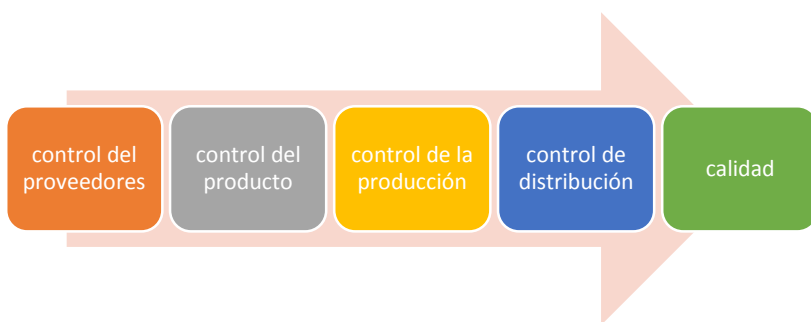 control del
proveedores
control del
producto
control de la
producción
control de
distribución
calidad